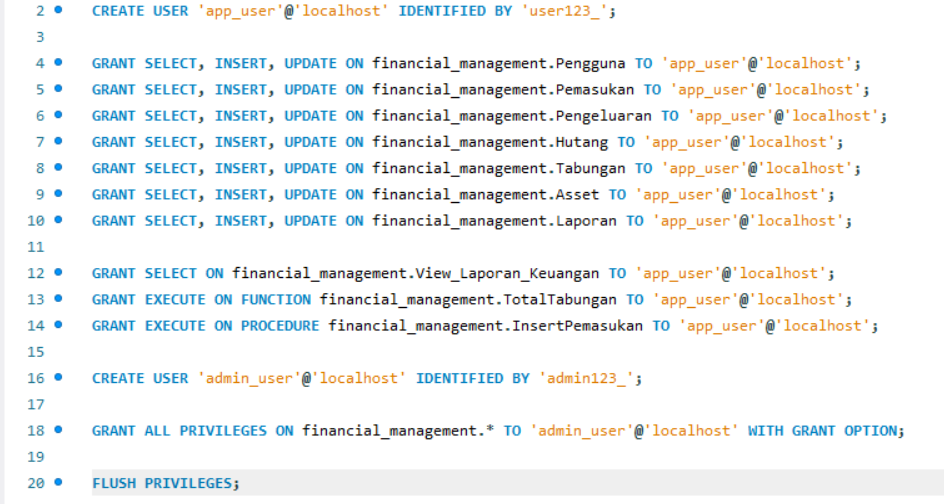 2 CREATE USER 'app_user'@'localhost' IDENTIFIED BY 'user123_';
3
4 GRANT SELECT, INSERT, UPDATE ON financial_management.Pengguna TO 'app_user'@'localhost';
5 GRANT SELECT, INSERT, UPDATE ON financial_management.Pemasukan TO 'app_user'@'localhost';
6 GRANT SELECT, INSERT, UPDATE ON financial_management.Pengeluaran TO 'app_user'@'localhost';
7 GRANT SELECT, INSERT, UPDATE ON financial_management.Hutang TO 'app_user'@'localhost';
8 GRANT SELECT, INSERT, UPDATE ON financial_management.Tabungan TO 'app_user'@'localhost';
9 GRANT SELECT, INSERT, UPDATE ON financial_management.Asset TO 'app_user'@'localhost';
10 GRANT SELECT, INSERT, UPDATE ON financial_management.Laporan TO 'app_user'@'localhost';
11
12 GRANT SELECT ON financial_management.View_Laporan_Keuangan TO 'app_user'@'localhost';
13 GRANT EXECUTE ON FUNCTION financial_management.TotalTabungan TO 'app_user'@'localhost';
14 GRANT EXECUTE ON PROCEDURE financial_management.InsertPemasukan TO 'app_user'@'localhost';
15
16 CREATE USER 'admin_user'@'localhost' IDENTIFIED BY 'admin123_';
17
18 GRANT ALL PRIVILEGES ON financial_management.* TO 'admin_user'@'localhost' WITH GRANT OPTION;
19
20 FLUSH PRIVILEGES;